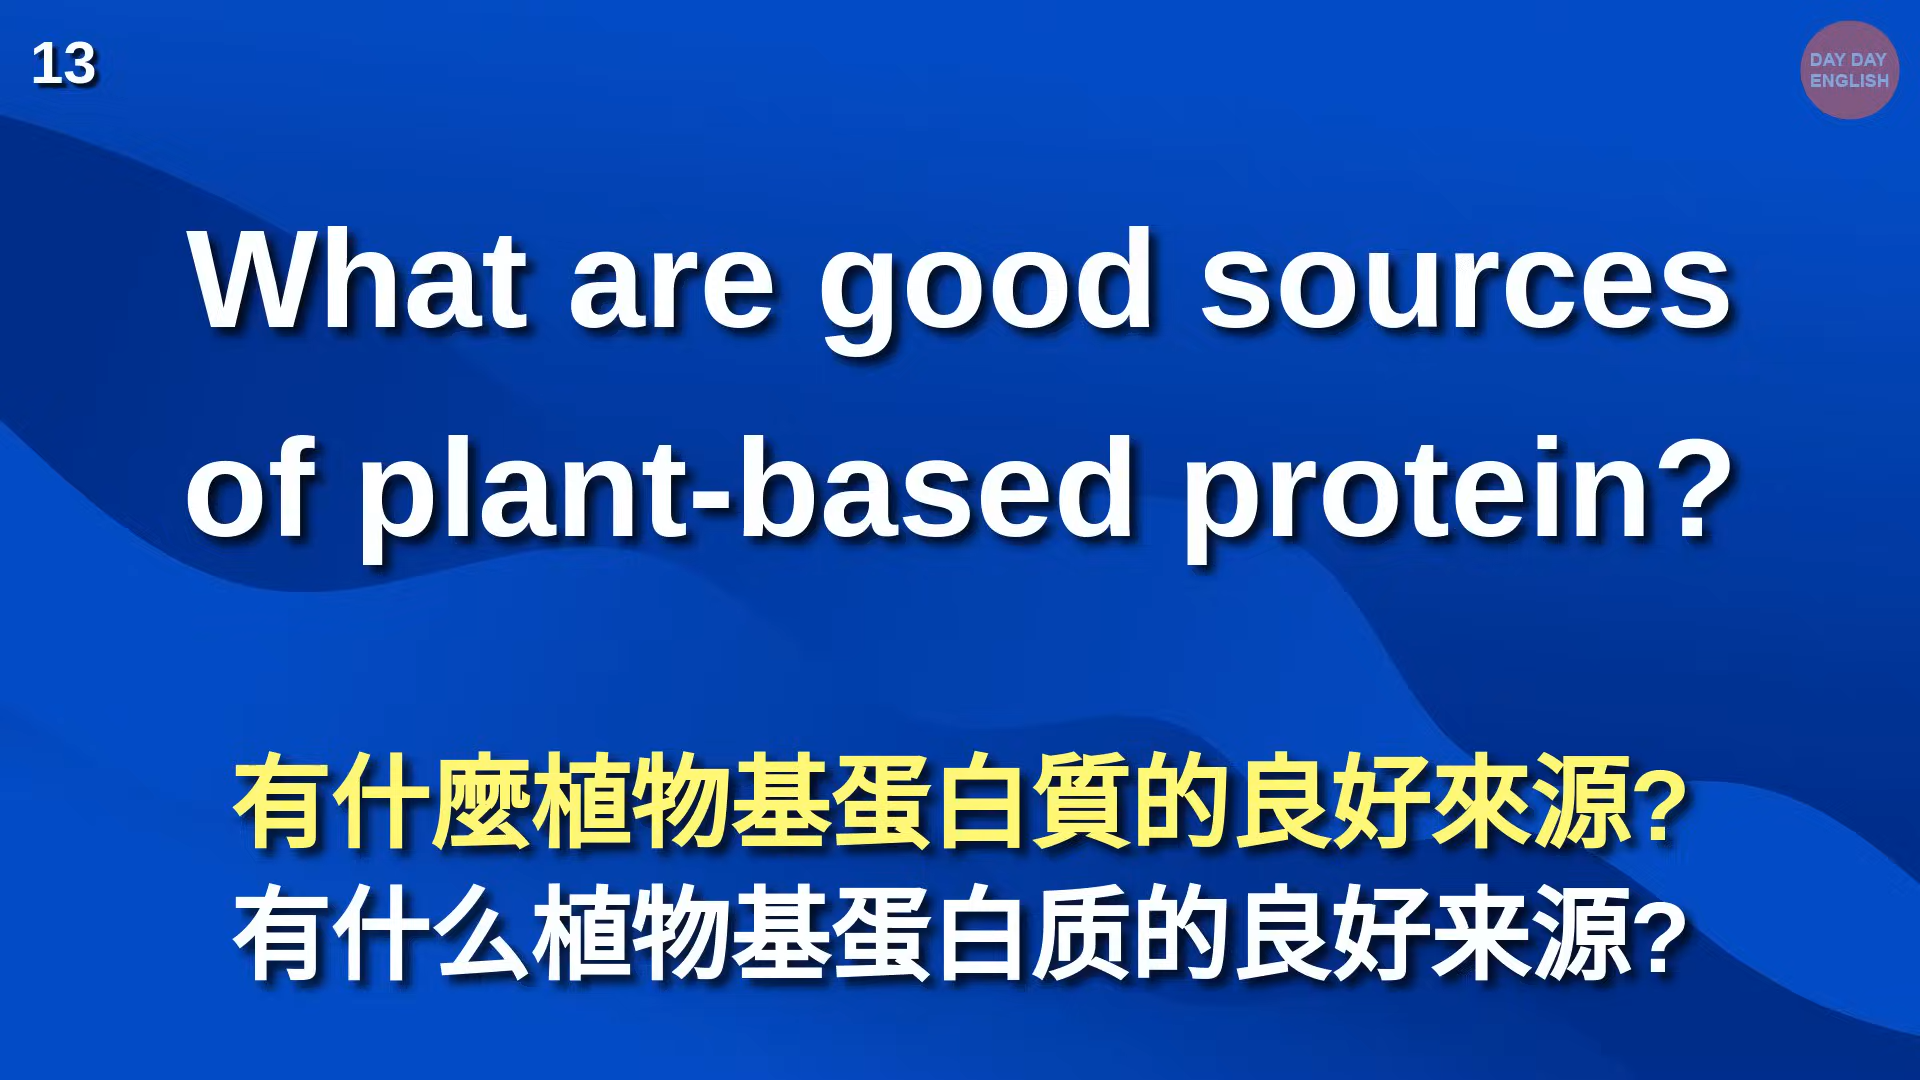 13
DAY DAY
ENGLISH
What are good sources
of plant-based protein?
有什麼植物基蛋白質的良好來源?
有什么植物基蛋白质的良好来源?